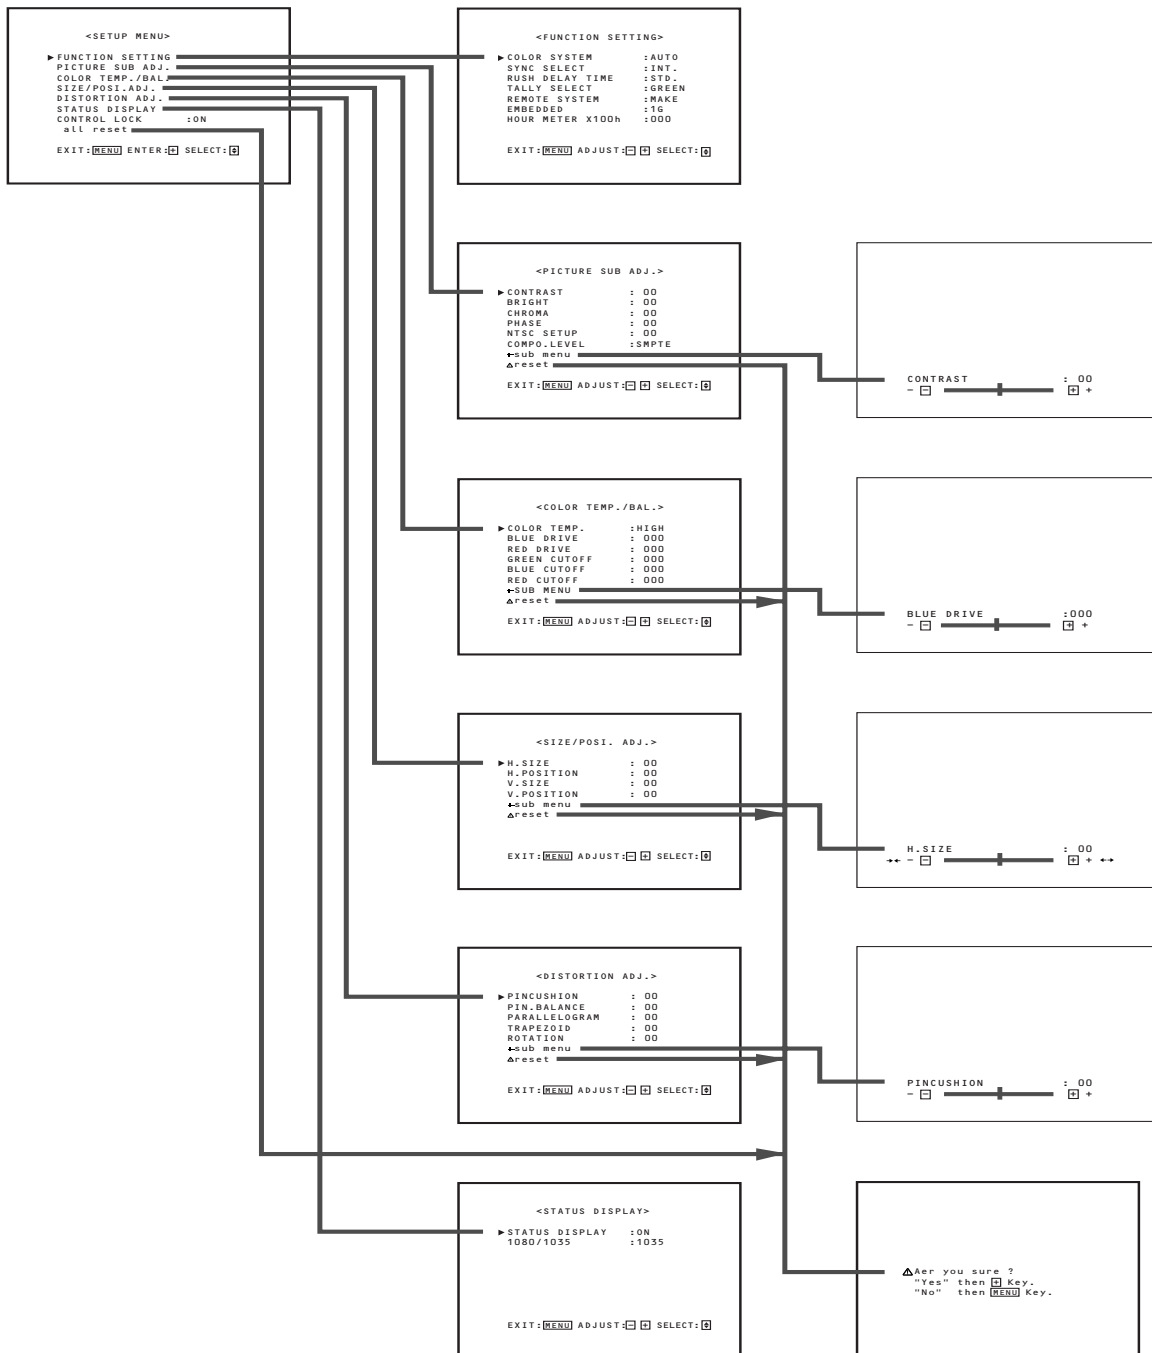 <SETUP MENU>
►FUNCTION SETTING
PICTURE SUB ADJ.
COLOR TEMP./BAL.
SIZE/POSI.ADJ.
DISTORTION ADJ.
STATUS DISPLAY
CONTROL LOCK :ON
all reset
EXIT:[MENU] ENTER:[+] SELECT:[♦]
<FUNCTION SETTING>
►COLOR SYSTEM :AUTO
SYNC SELECT :INT.
RUSH DELAY TIME :STD.
TALLY SELECT :GREEN
REMOTE SYSTEM :MAKE
EMBEDDED :1G
HOUR METER X100h :000
EXIT:[MENU] ADJUST:[-] [+] SELECT:[♦]
<PICTURE SUB ADJ.>
►CONTRAST : 00
BRIGHT : 00
CHROMA : 00
PHASE : 00
NTSC SETUP : 00
COMPO.LEVEL :SMPTE
+sub menu
△reset
EXIT:[MENU] ADJUST:[-] [+] SELECT:[♦]
CONTRAST : 00
- [-] [+] +
<COLOR TEMP./BAL.>
►COLOR TEMP. :HIGH
BLUE DRIVE : 000
RED DRIVE : 000
GREEN CUTOFF : 000
BLUE CUTOFF : 000
RED CUTOFF : 000
+SUB MENU
△reset
EXIT:[MENU] ADJUST:[-] [+] SELECT:[♦]
BLUE DRIVE :000
- [-] [+] +
<SIZE/POSI. ADJ.>
►H.SIZE : 00
H.POSITION : 00
V.SIZE : 00
V.POSITION : 00
+sub menu
△reset
EXIT:[MENU] ADJUST:[-] [+] SELECT:[♦]
H.SIZE : 00
→← - [-] [+] + ←→
<DISTORTION ADJ.>
►PINCUSHION : 00
PIN.BALANCE : 00
PARALLELOGRAM : 00
TRAPEZOID : 00
ROTATION : 00
+sub menu
△reset
EXIT:[MENU] ADJUST:[-] [+] SELECT:[♦]
PINCUSHION : 00
- [-] [+] +
<STATUS DISPLAY>
►STATUS DISPLAY :ON
1080/1035 :1035
EXIT:[MENU] ADJUST:[-] [+] SELECT:[♦]
⚠Aer you sure ?
"Yes" then [+] Key.
"No" then [MENU] Key.